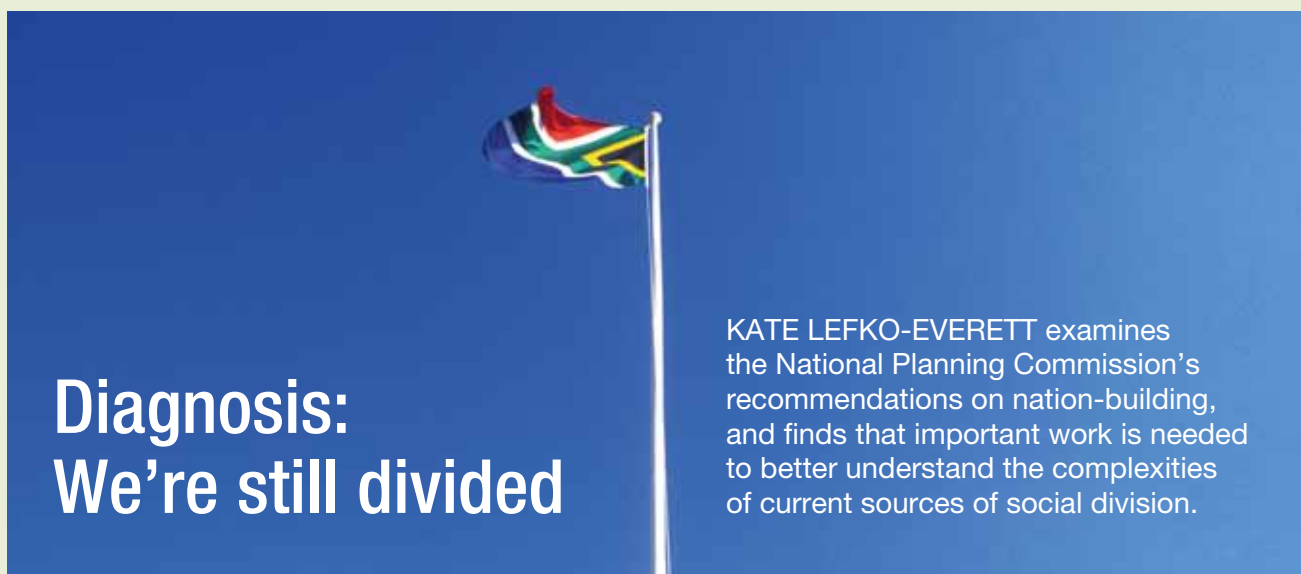 Diagnosis:
We're still divided
KATE LEFKO-EVERETT examines
the National Planning Commission's
recommendations on nation-building,
and finds that important work is needed
to better understand the complexities
of current sources of social division.